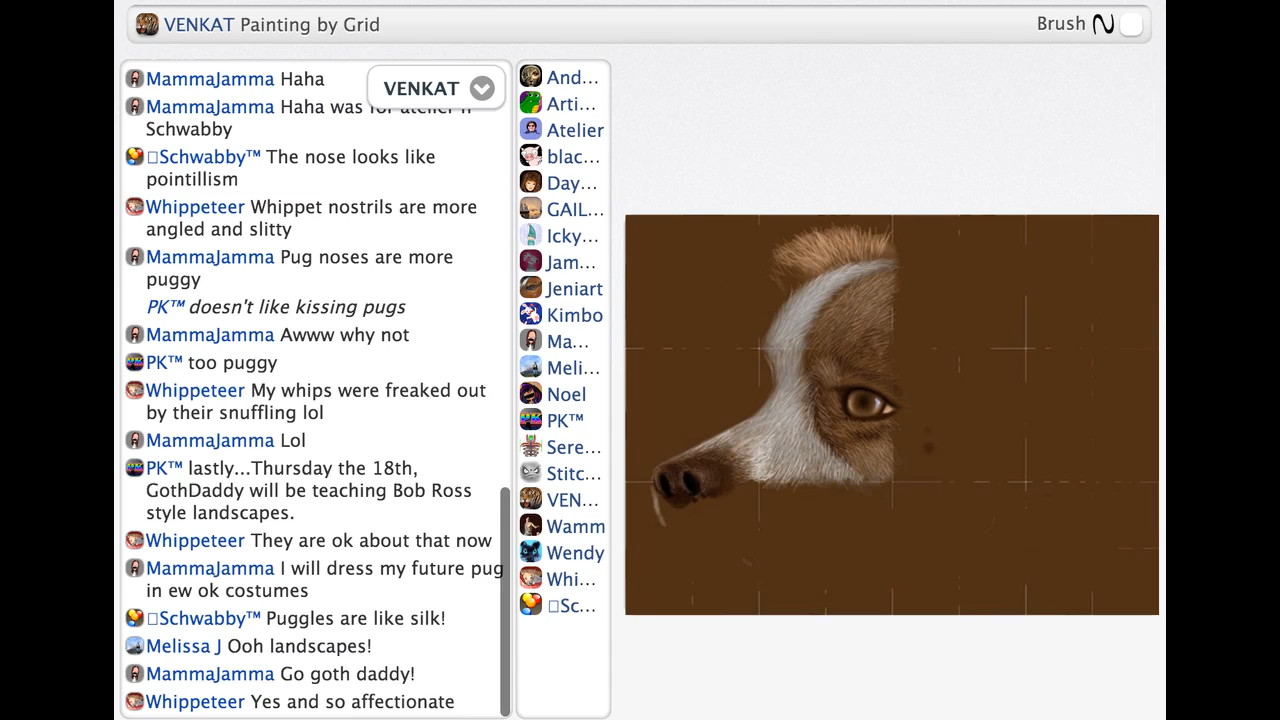 VENKAT Painting by Grid
Brush
VENKAT
MammaJamma Haha
MammaJamma Haha was for atelier n
Schwabby
Schwabby™ The nose looks like
pointillism
Whippeteer Whippet nostrils are more
angled and slitty
MammaJamma Pug noses are more
puggy
PK™ doesn't like kissing pugs
MammaJamma Awww why not
PK™ too puggy
Whippeteer My whips were freaked out
by their snuffling lol
MammaJamma Lol
PK™ lastly...Thursday the 18th,
GothDaddy will be teaching Bob Ross
style landscapes.
Whippeteer They are ok about that now
MammaJamma I will dress my future pug
in ew ok costumes
Schwabby™ Puggles are like silk!
Melissa J Ooh landscapes!
MammaJamma Go goth daddy!
Whippeteer Yes and so affectionate
And...
Arti...
Atelier
blac...
Day...
GAIL...
Icky...
Jam...
Jeniart
Kimbo
Ma...
Meli...
Noel
PK™
Sere...
Stitc...
VEN...
Wamm
Wendy
Whi...
Sc...